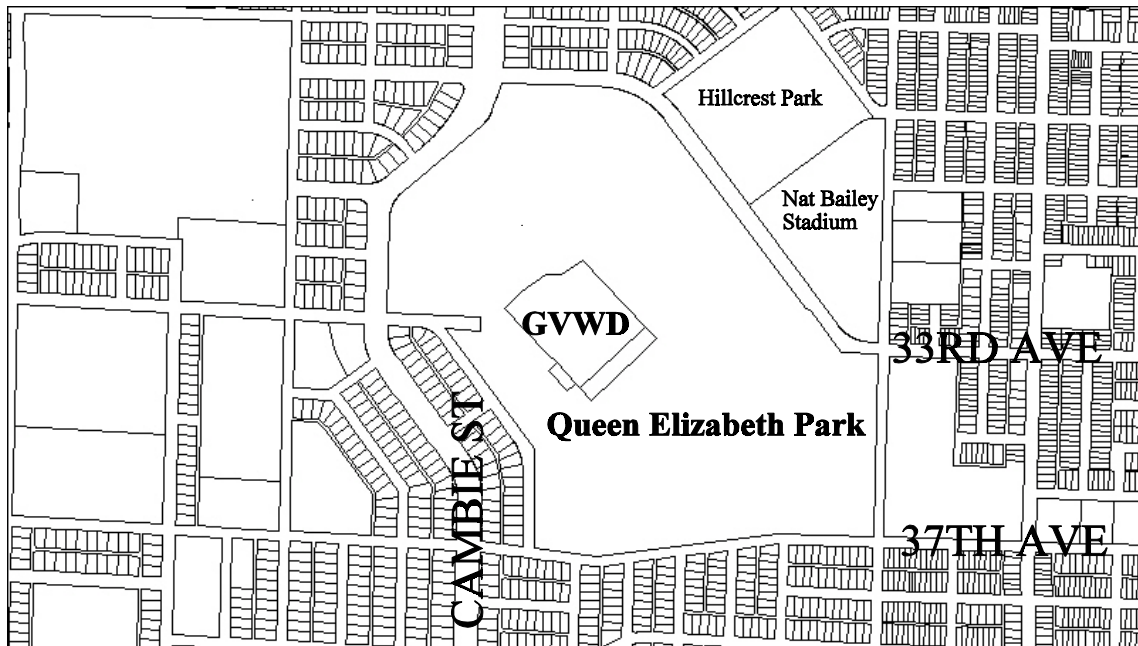 Hillcrest Park
Nat Bailey
Stadium
GVWD
33RD AVE
Queen Elizabeth Park
CAMBIE ST
37TH AVE